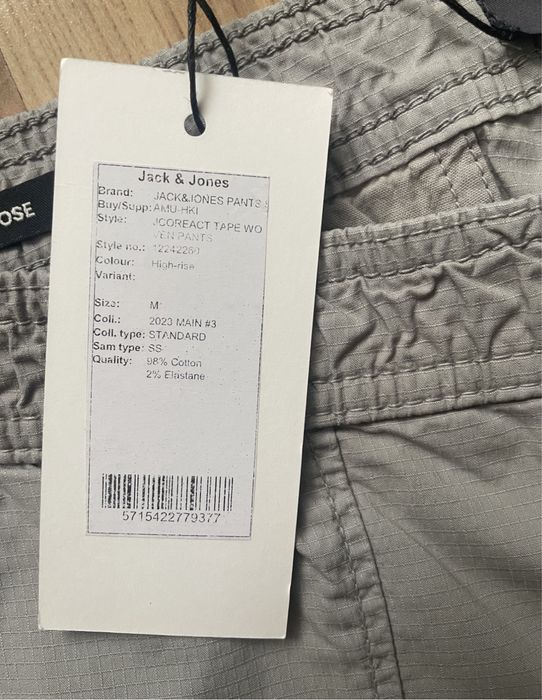 OSE
Jack & Jones
Brand: JACK&JONES PANTS S
Buy/Supp: AMU-HKI
Style: JCOREACT TAPE WO
VEN PANTS
Style no.:
Colour: High-rise
Variant:
Size: M
Coll.: 2023 MAIN #3
Coll. type: STANDARD
Sam type: SS
Quality: 98% Cotton
2% Elastane
5715422779377